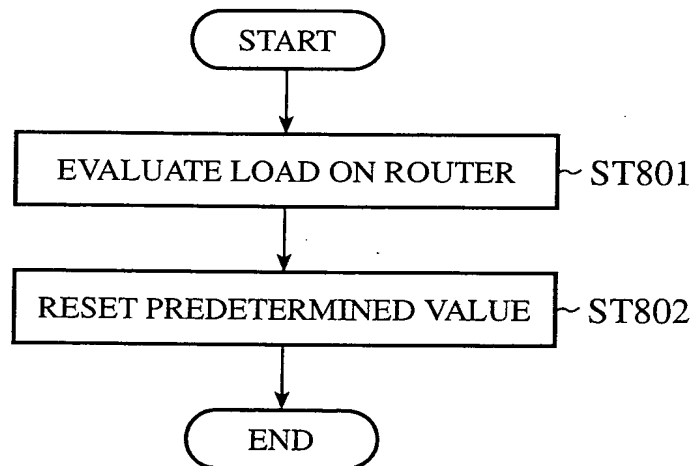 START
EVALUATE LOAD ON ROUTER
ST801
RESET PREDETERMINED VALUE
ST802
END